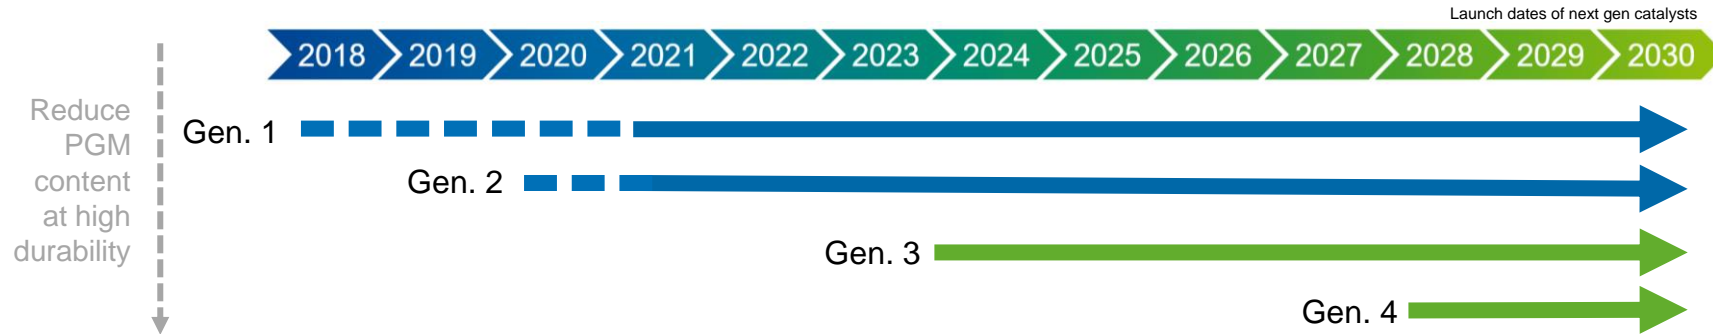 Launch dates of next gen catalysts
2018 2019 2020 2021 2022 2023 2024 2025 2026 2027 2028 2029 2030
Reduce
PGM
content
at high
durability
Gen. 1
Gen. 2
Gen. 3
Gen. 4